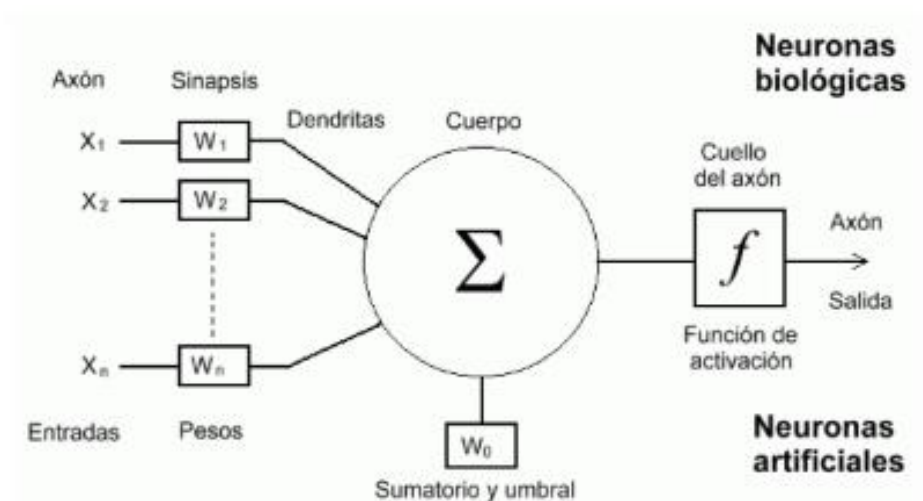 Neuronas
biológicas
Axón
Sinapsis
Dendritas
Cuerpo
Cuello
del axón
X1
W1
X2
W2
Σ
f
Axón
Salida
Función de
activación
Xn
Wn
Entradas
Pesos
W0
Sumatorio y umbral
Neuronas
artificiales